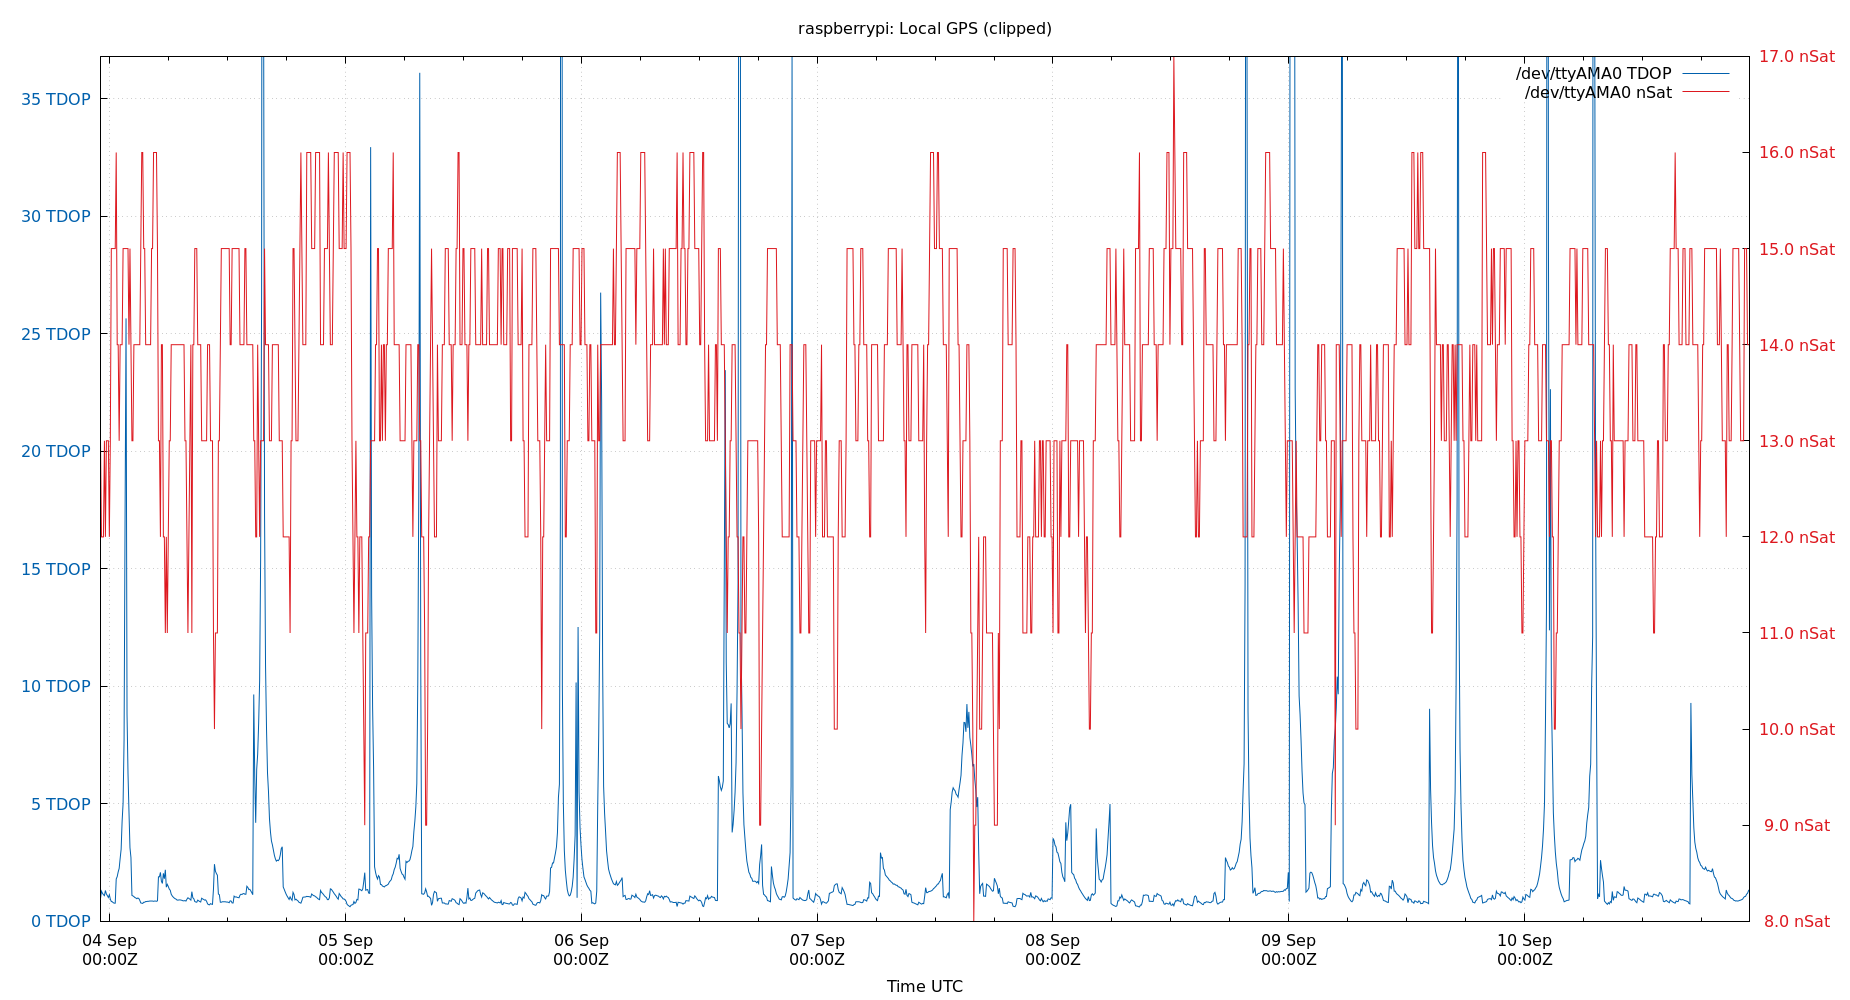 raspberrypi: Local GPS (clipped)
/dev/ttyAMA0 TDOP
/dev/ttyAMA0 nSat
35 TDOP
30 TDOP
25 TDOP
20 TDOP
15 TDOP
10 TDOP
5 TDOP
0 TDOP
17.0 nSat
16.0 nSat
15.0 nSat
14.0 nSat
13.0 nSat
12.0 nSat
11.0 nSat
10.0 nSat
9.0 nSat
8.0 nSat
04 Sep 05 Sep 06 Sep 07 Sep 08 Sep 09 Sep 10 Sep
00:00Z 00:00Z 00:00Z 00:00Z 00:00Z 00:00Z 00:00Z
Time UTC